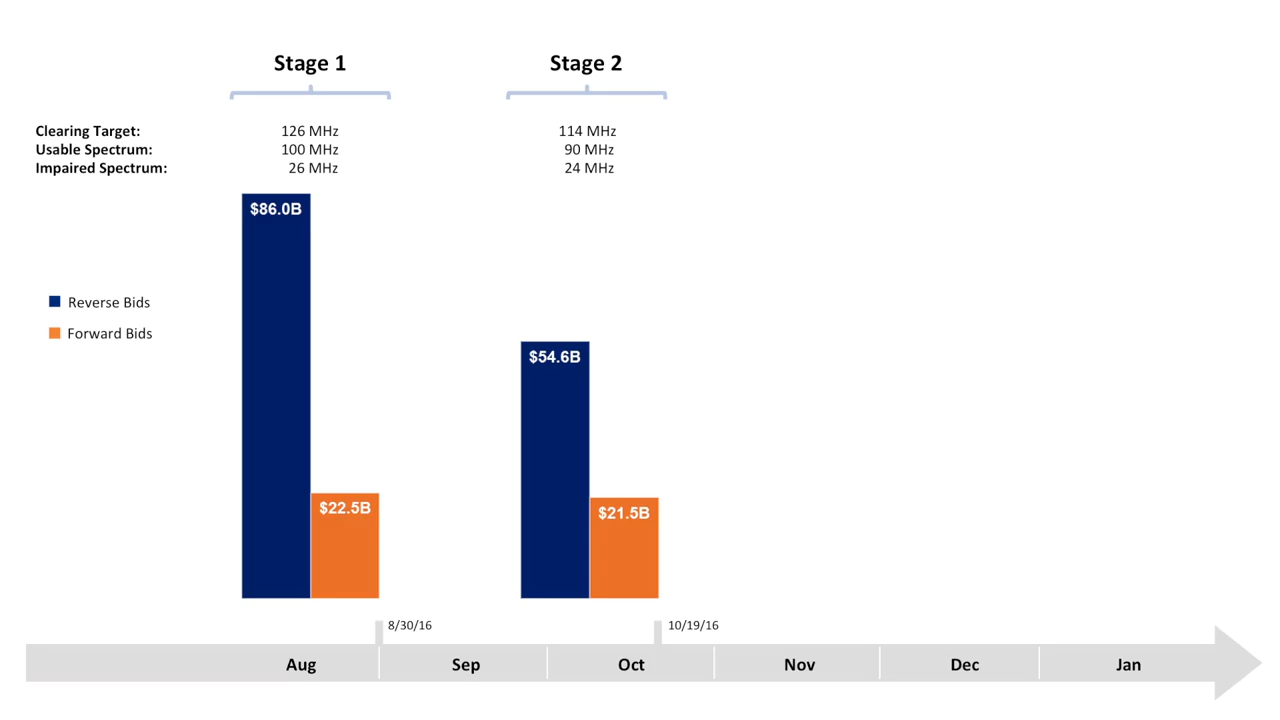 Stage 1 Stage 2
Clearing Target: 126 MHz 114 MHz
Usable Spectrum: 100 MHz 90 MHz
Impaired Spectrum: 26 MHz 24 MHz
$86.0B
Reverse Bids
Forward Bids
$54.6B
$22.5B
$21.5B
8/30/16 10/19/16
Aug Sep Oct Nov Dec Jan